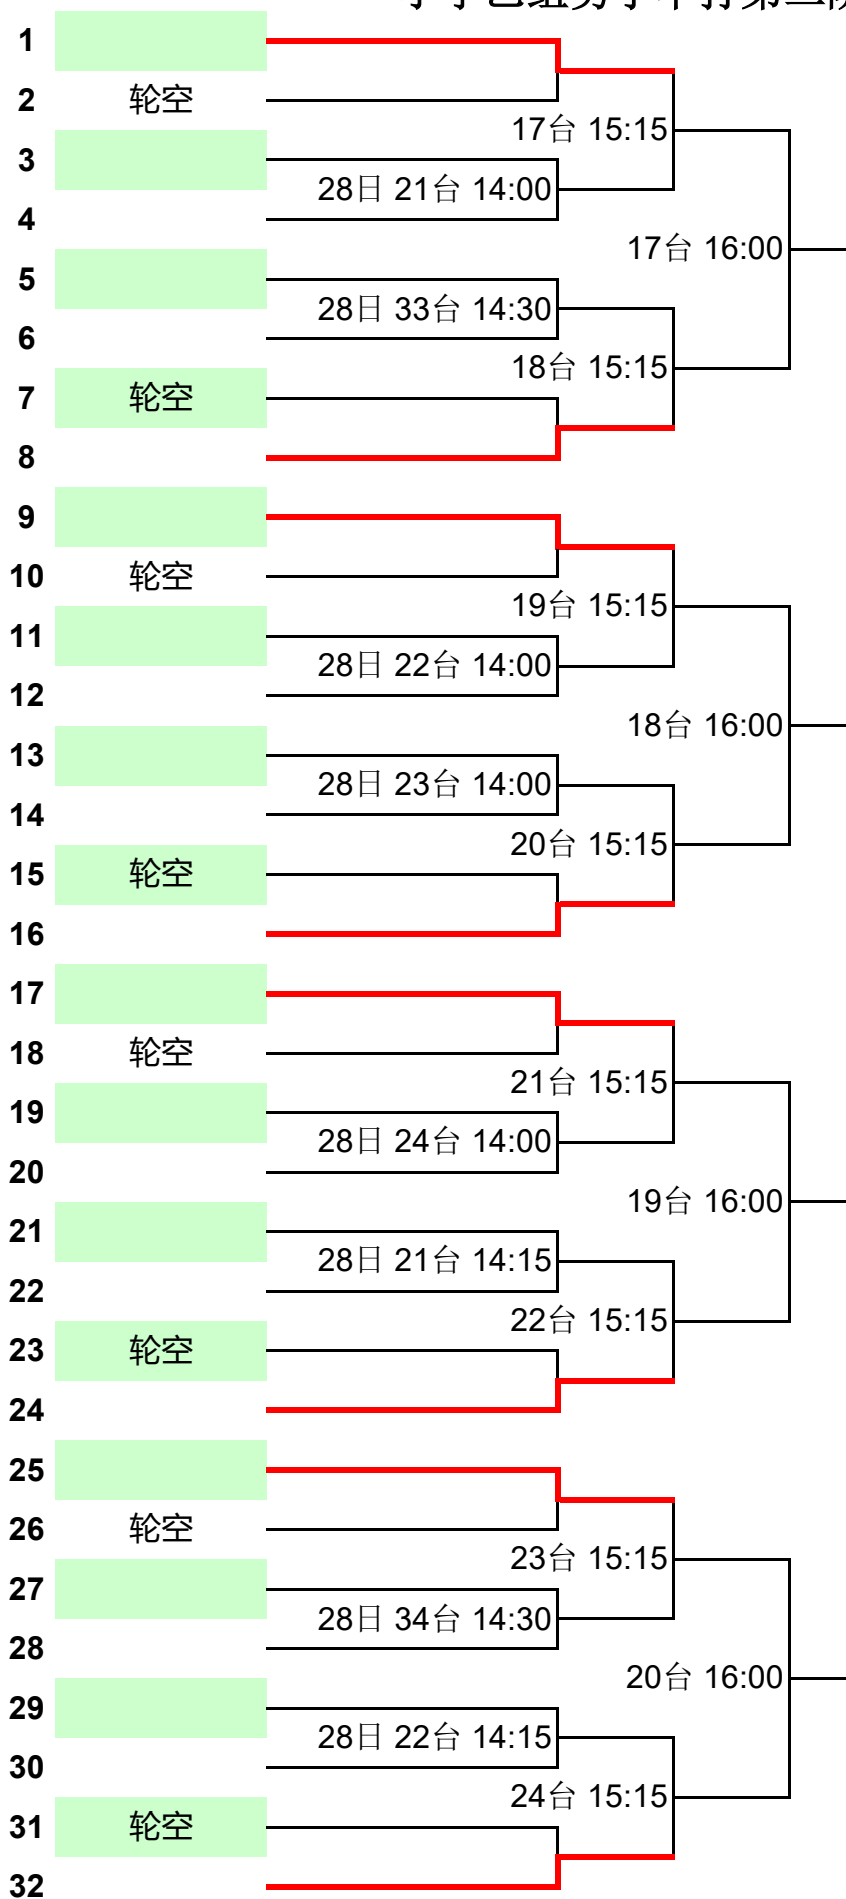 1
2 轮空
17台 15:15
3
28日 21台 14:00
4
17台 16:00
5
28日 33台 14:30
6
18台 15:15
7 轮空
8
9
10 轮空
19台 15:15
11
28日 22台 14:00
12
18台 16:00
13
28日 23台 14:00
14
20台 15:15
15 轮空
16
17
18 轮空
21台 15:15
19
28日 24台 14:00
20
19台 16:00
21
28日 21台 14:15
22
22台 15:15
23 轮空
24
25
26 轮空
23台 15:15
27
28日 34台 14:30
28
20台 16:00
29
28日 22台 14:15
30
24台 15:15
31 轮空
32